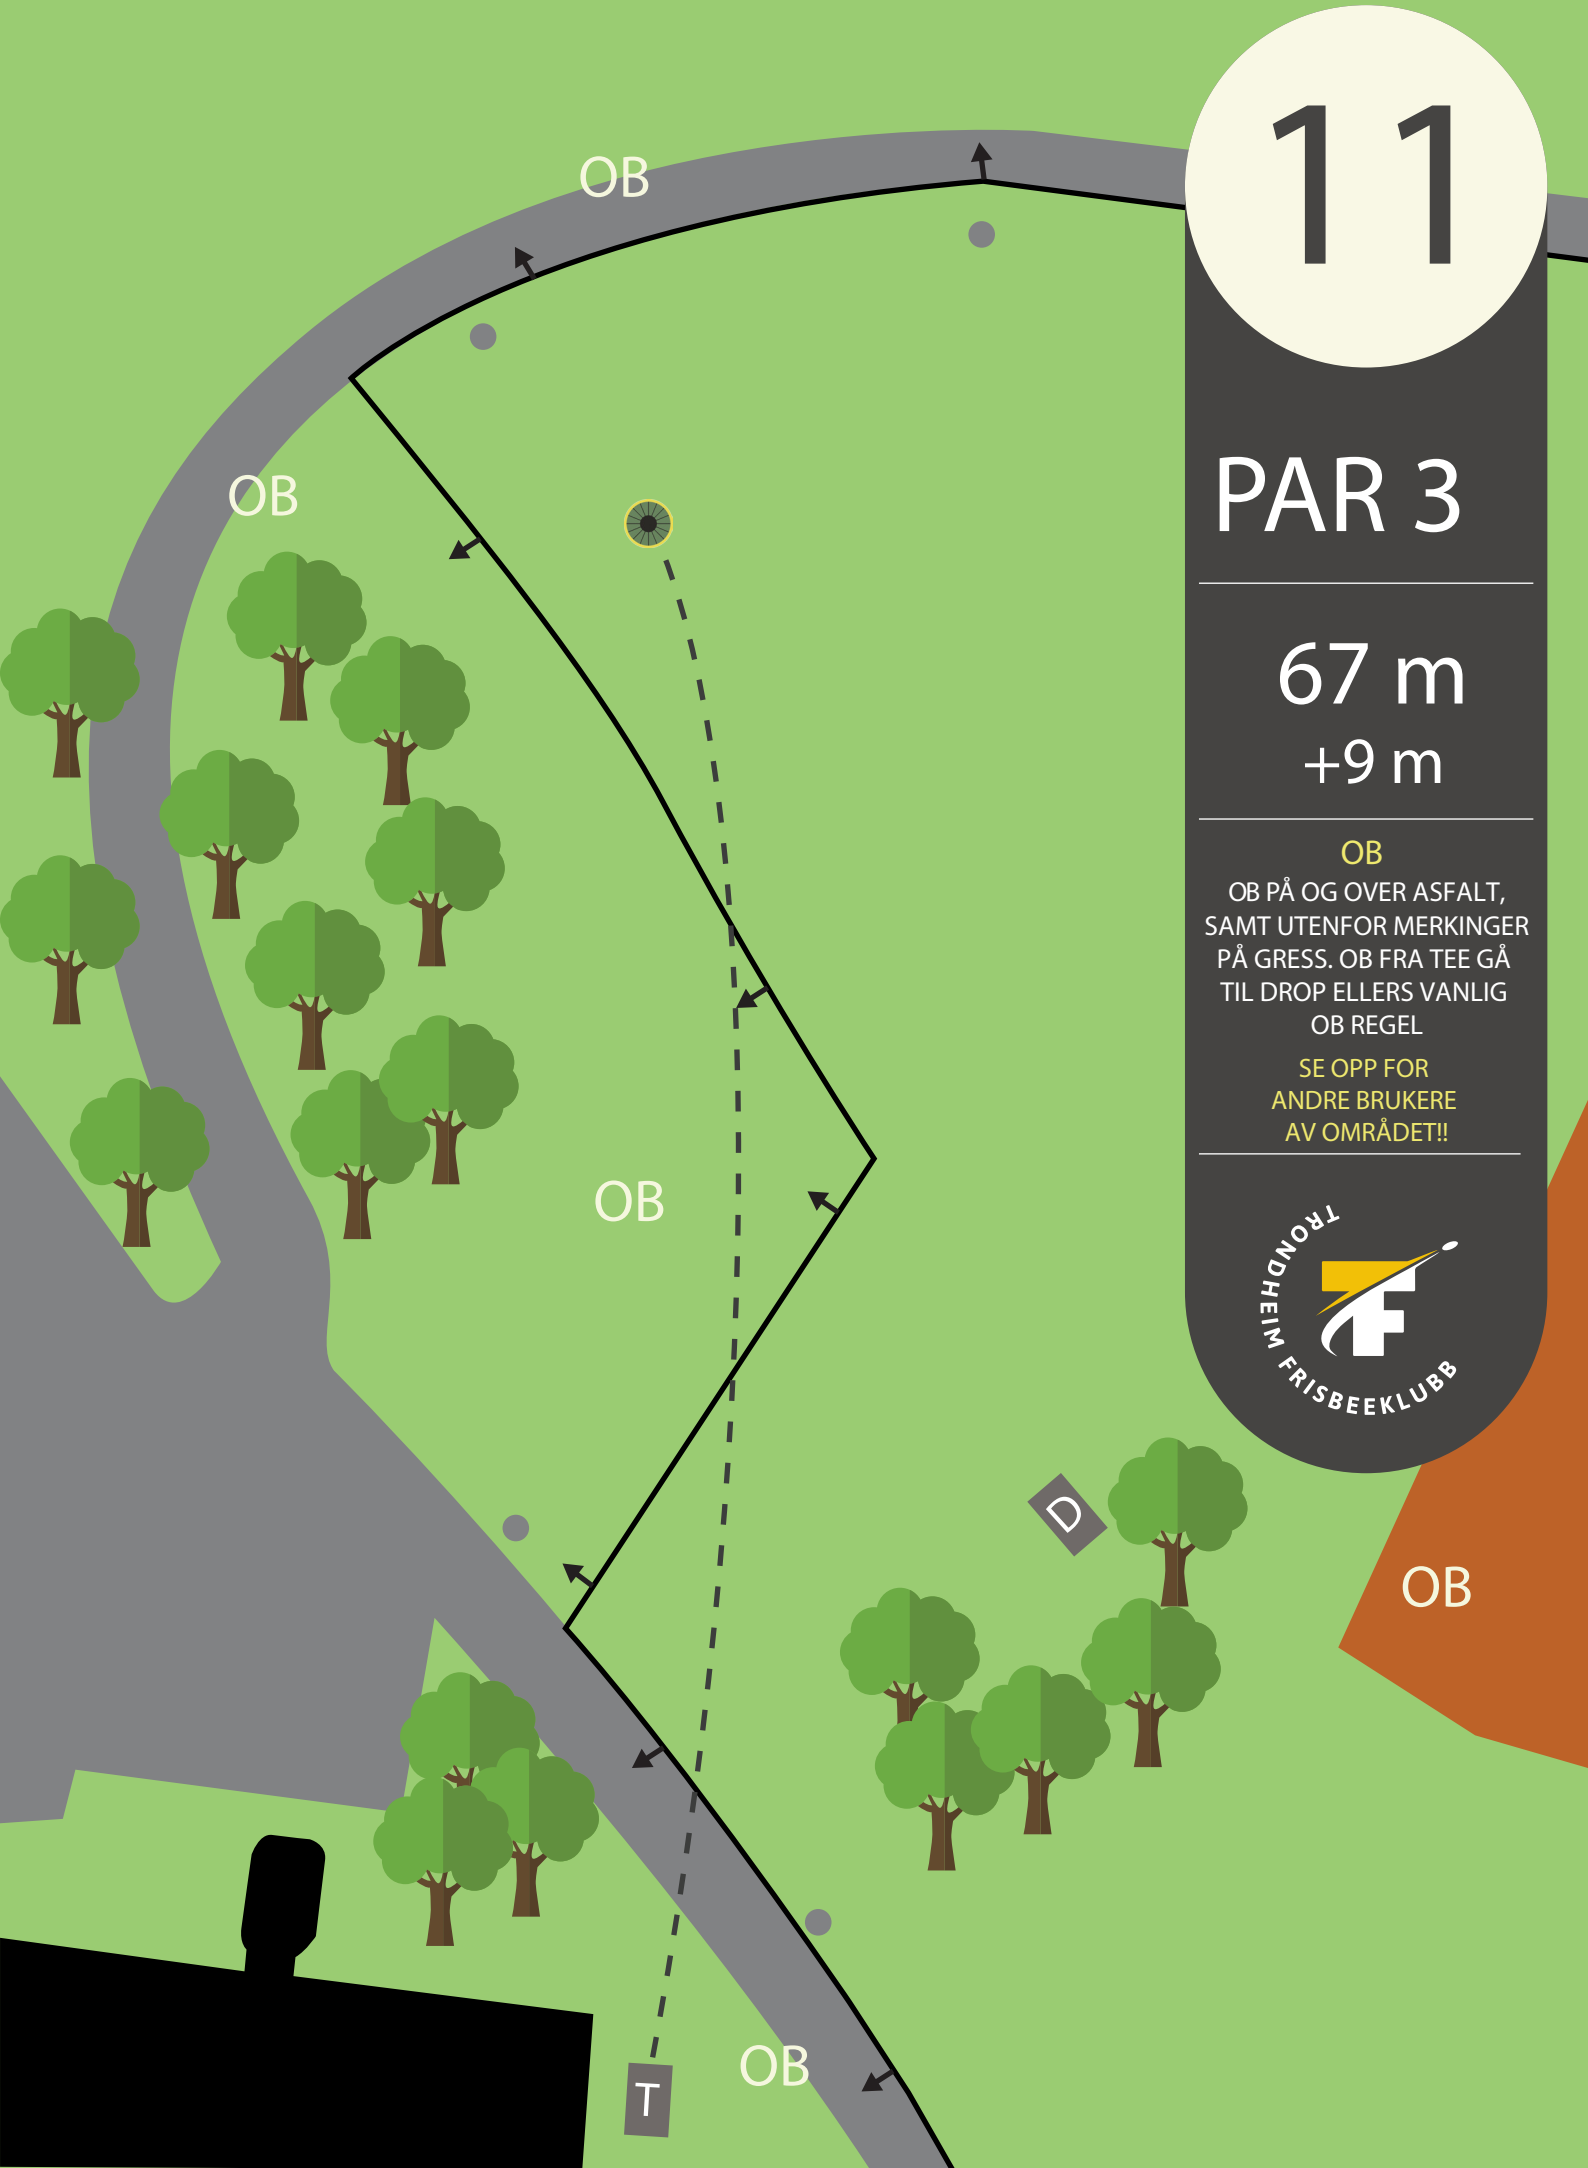 11
PAR 3
67 m
+9 m
OB
OB PÅ OG OVER ASFALT,
SAMT UTENFOR MERKINGER
PÅ GRESS. OB FRA TEE GÅ
TIL DROP ELLERS VANLIG
OB REGEL
SE OPP FOR
ANDRE BRUKERE
AV OMRÅDET!!
TRONDHEIM FRISBEEKLUBB
OB
OB
OB
D
OB
OB
T